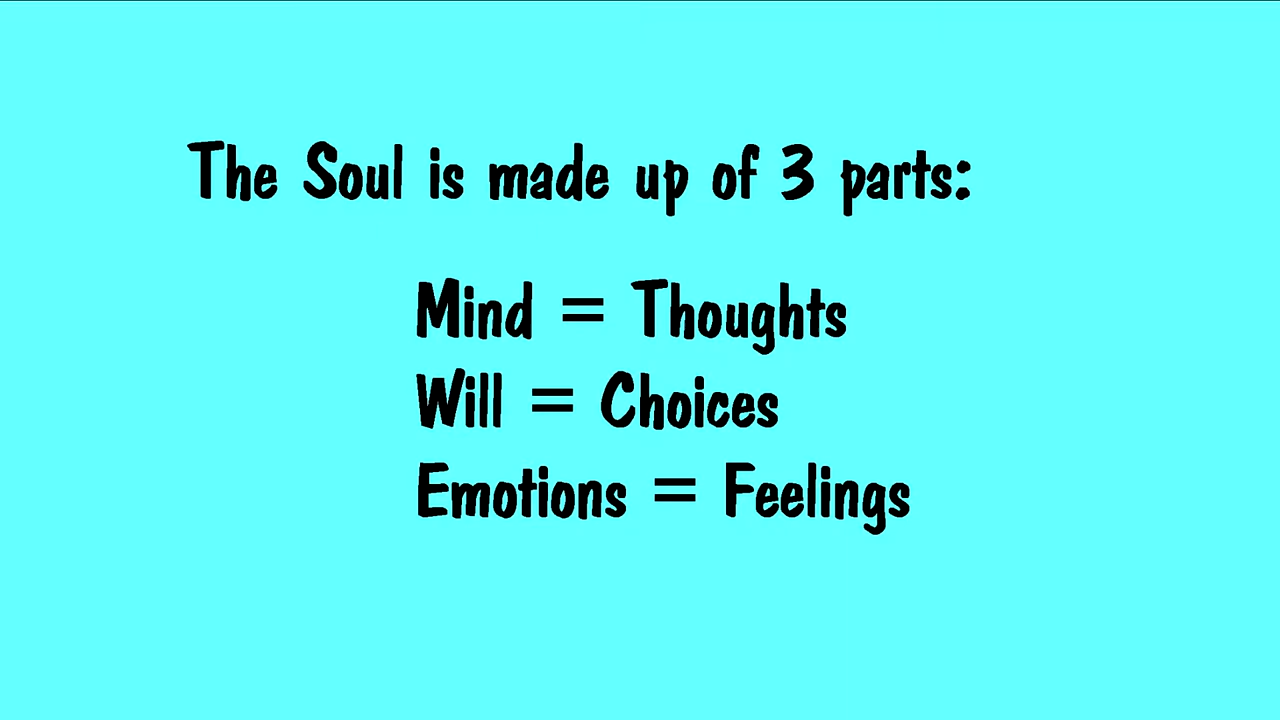 The Soul is made up of 3 parts:
Mind = Thoughts
Will = Choices
Emotions = Feelings